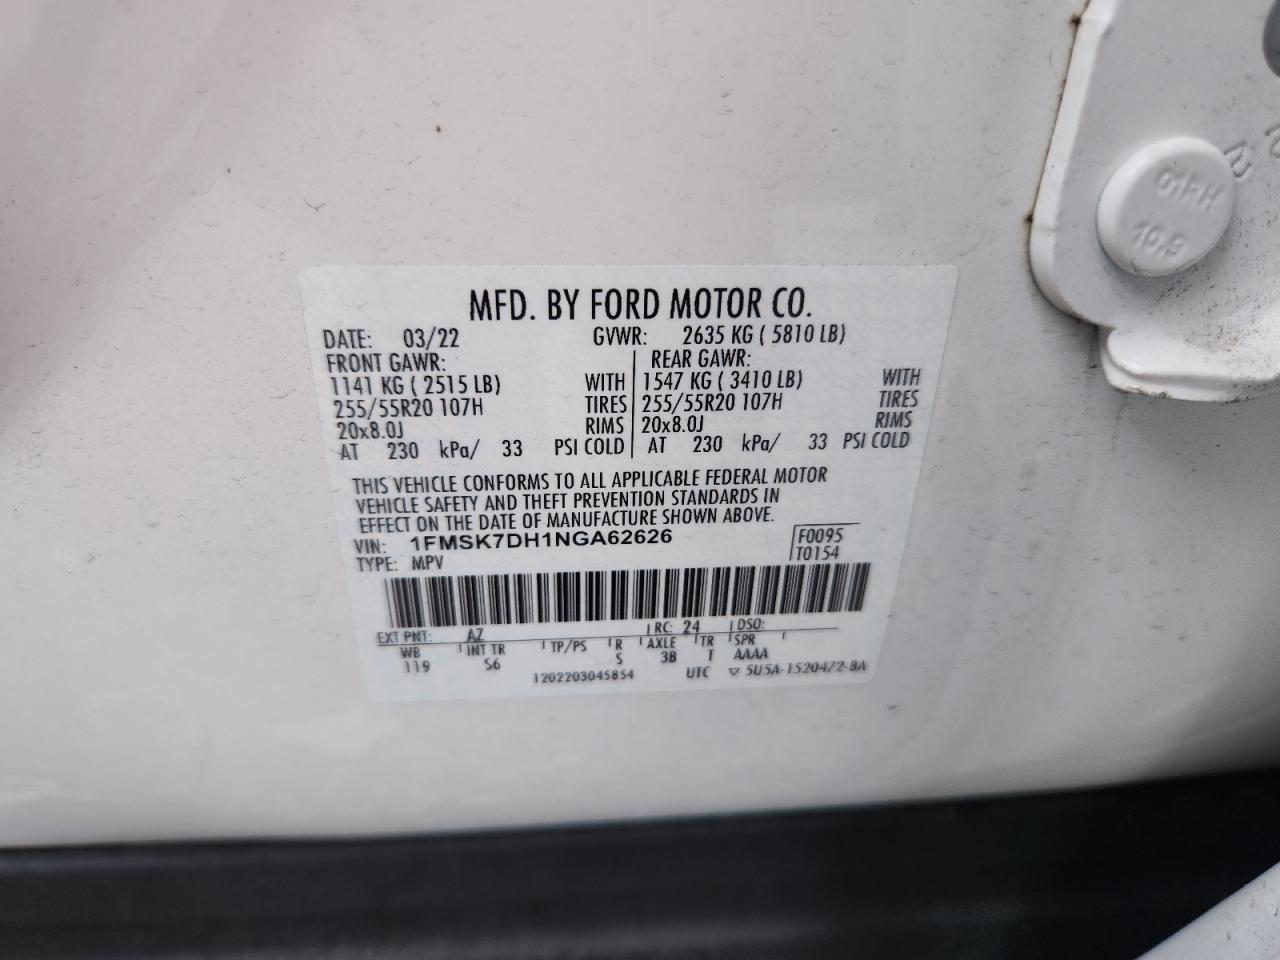 MFD. BY FORD MOTOR CO.
DATE: 03/22 GVWR: 2635 KG ( 5810 LB)
FRONT GAWR: REAR GAWR:
1141 KG ( 2515 LB) WITH 1547 KG ( 3410 LB) WITH
255/55R20 107H TIRES 255/55R20 107H TIRES
20x8.0J RIMS 20x8.0J RIMS
AT 230 kPa/ 33 PSI COLD AT 230 kPa/ 33 PSI COLD
THIS VEHICLE CONFORMS TO ALL APPLICABLE FEDERAL MOTOR
VEHICLE SAFETY AND THEFT PREVENTION STANDARDS IN
EFFECT ON THE DATE OF MANUFACTURE SHOWN ABOVE.
VIN: 1FMSK7DH1NGA62626 F0095
TYPE: MPV T0154
EXT PNT: AZ RC: 24 DSO:
WB INT TR TP/PS R AXLE TR SPR
119 S6 S 3B T AAAA
1202203045854 UTC ▽ 5U5A-1520472-BA
10.9